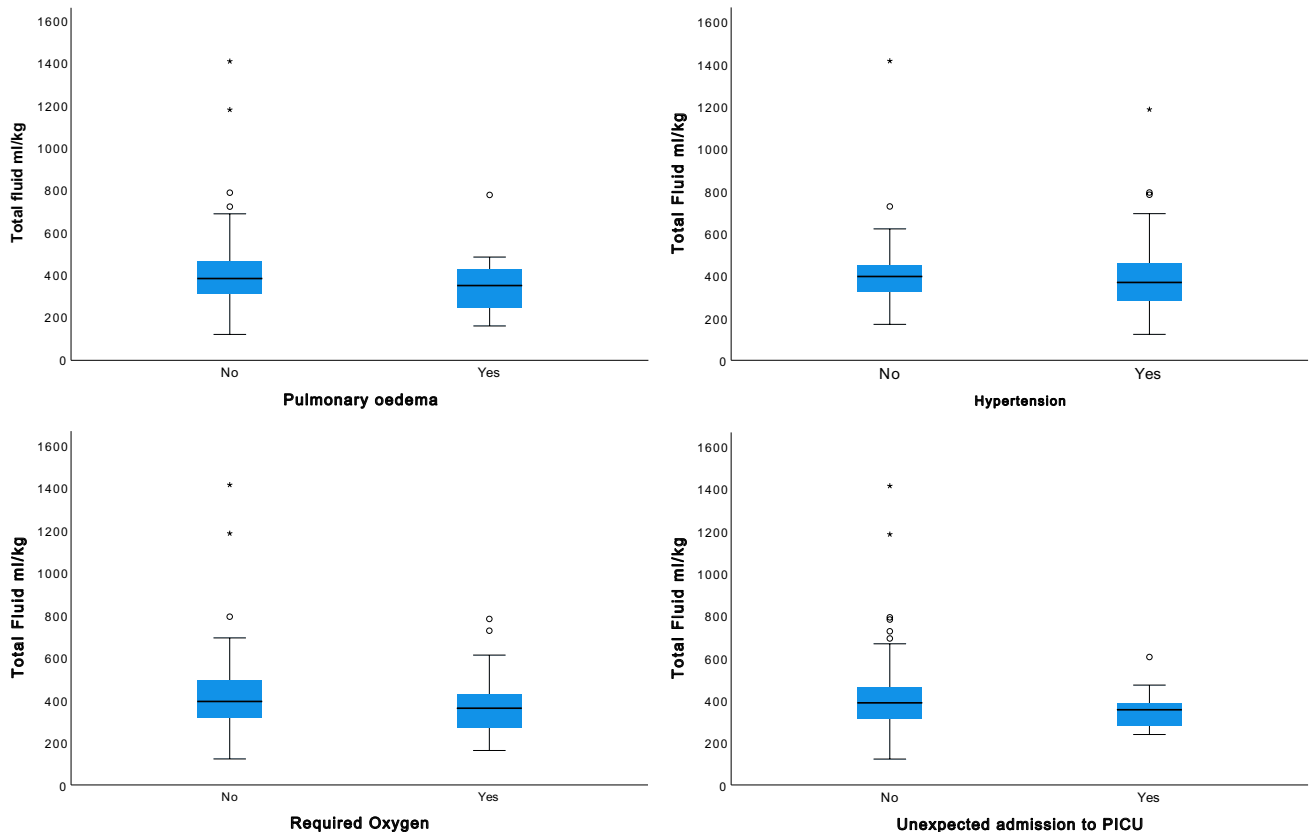 1600
1400
1200
1000
800
600
400
200
0
Total fluid ml/kg
No
Yes
Pulmonary oedema
1600
1400
1200
1000
800
600
400
200
0
Total Fluid ml/kg
No
Yes
Hypertension
1600
1400
1200
1000
800
600
400
200
0
Total Fluid ml/kg
No
Yes
Required Oxygen
1600
1400
1200
1000
800
600
400
200
0
Total Fluid ml/kg
No
Yes
Unexpected admission to PICU